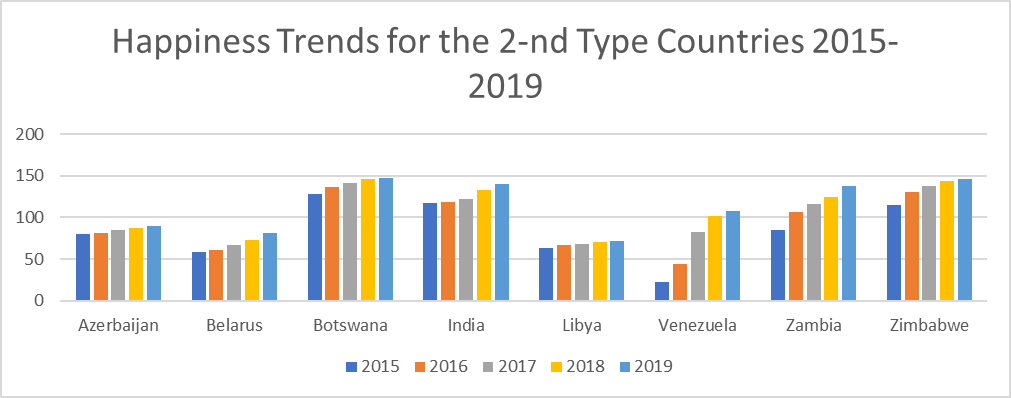 Happiness Trends for the 2-nd Type Countries 2015-
2019
200
150
100
50
0
Azerbaijan Belarus Botswana India Libya Venezuela Zambia Zimbabwe
2015 2016 2017 2018 2019